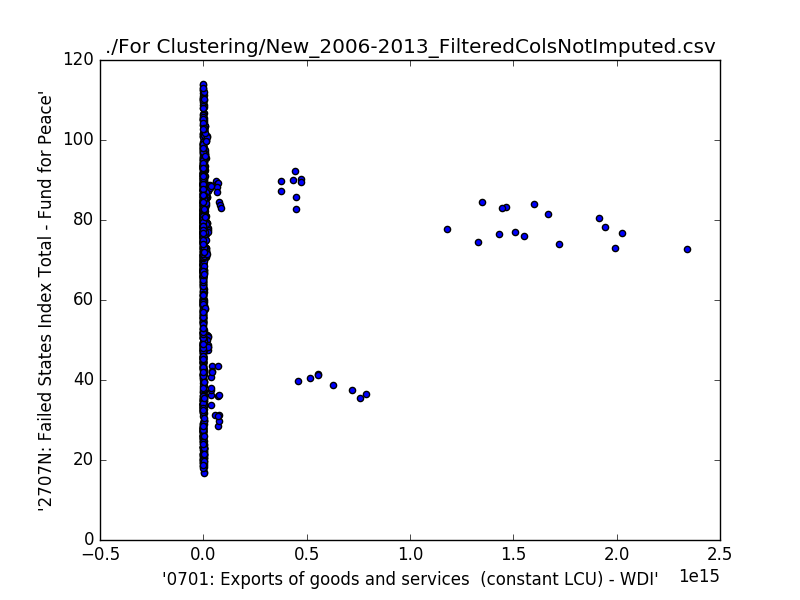 ./For Clustering/New_2006-2013_FilteredColsNotImputed.csv
120
100
80
60
40
20
0
'2707N: Failed States Index Total - Fund for Peace'
−0.5 0.0 0.5 1.0 1.5 2.0 2.5
1e15
'0701: Exports of goods and services  (constant LCU) - WDI'